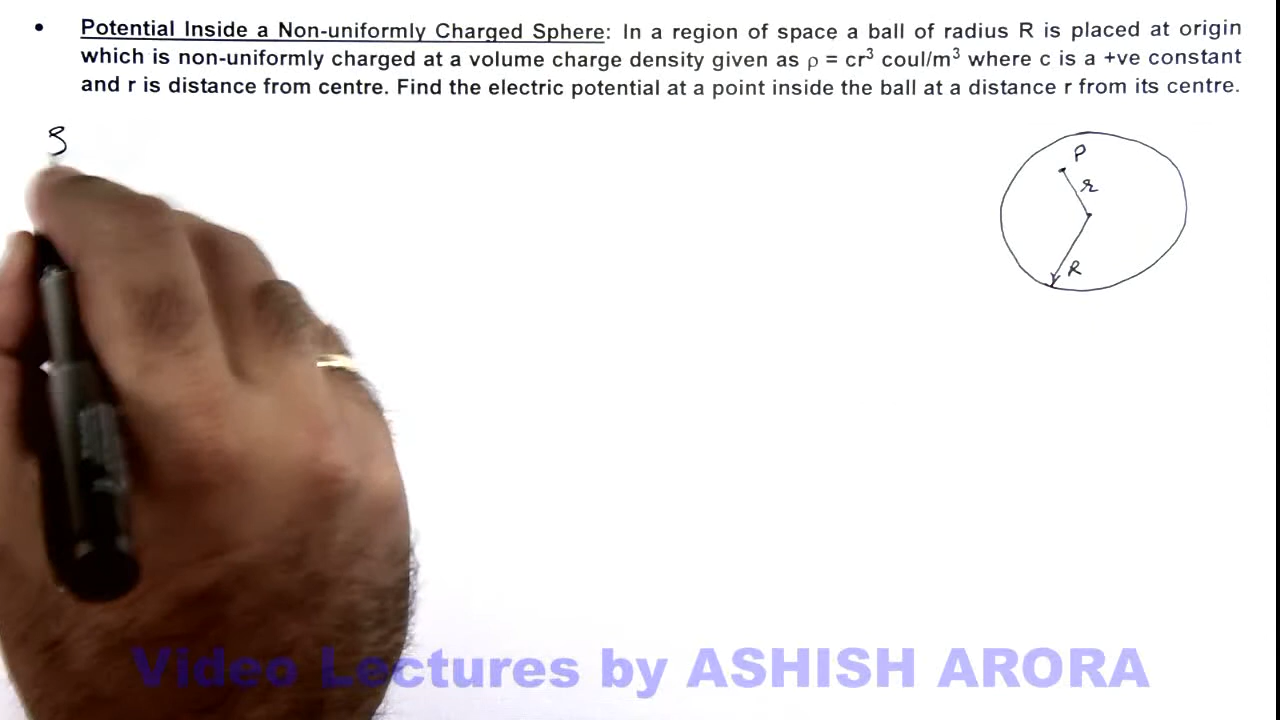 • Potential Inside a Non-uniformly Charged Sphere: In a region of space a ball of radius R is placed at origin
which is non-uniformly charged at a volume charge density given as ρ = cr³ coul/m³ where c is a +ve constant
and r is distance from centre. Find the electric potential at a point inside the ball at a distance r from its centre.
P
r
R
Video Lectures by ASHISH ARORA